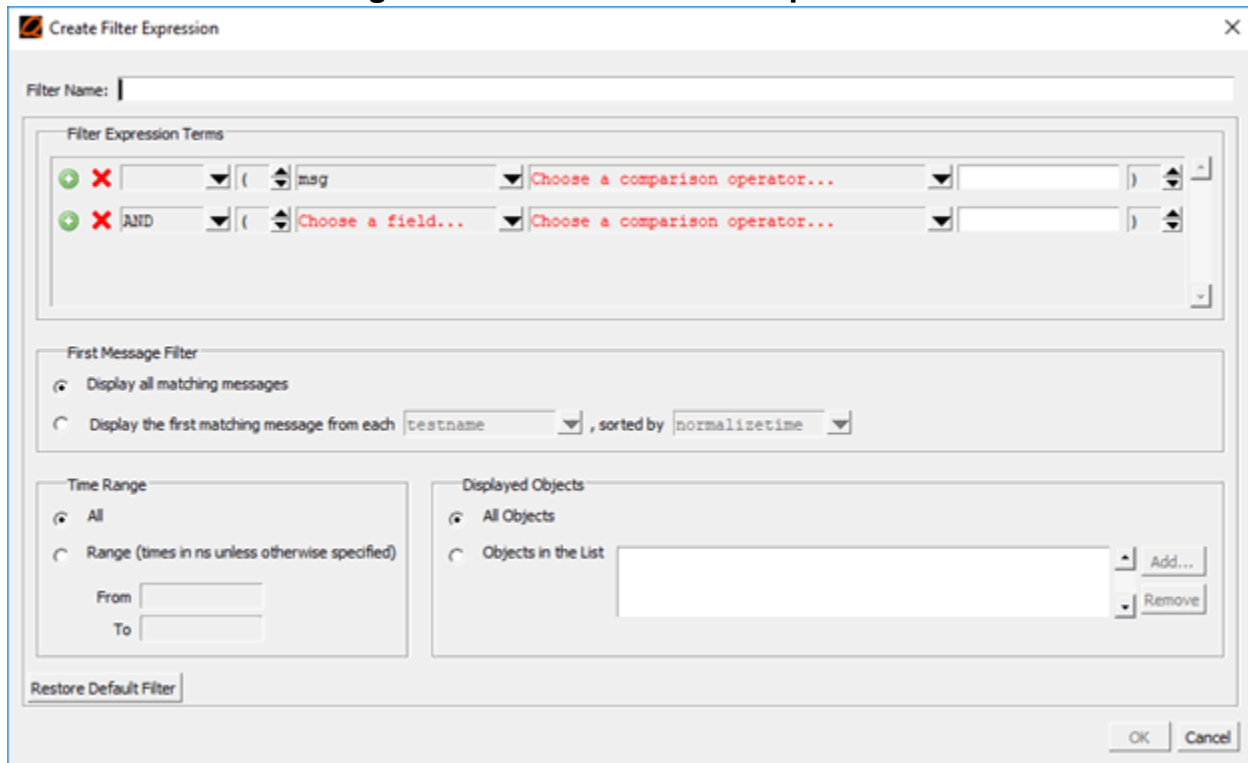 Create Filter Expression
Filter Name:
Filter Expression Terms
( msg Choose a comparison operator... )
AND ( Choose a field... Choose a comparison operator... )
First Message Filter
Display all matching messages
Display the first matching message from each testname , sorted by normalizetime
Time Range
All
Range (times in ns unless otherwise specified)
From
To
Displayed Objects
All Objects
Objects in the List
Add...
Remove
Restore Default Filter
OK Cancel